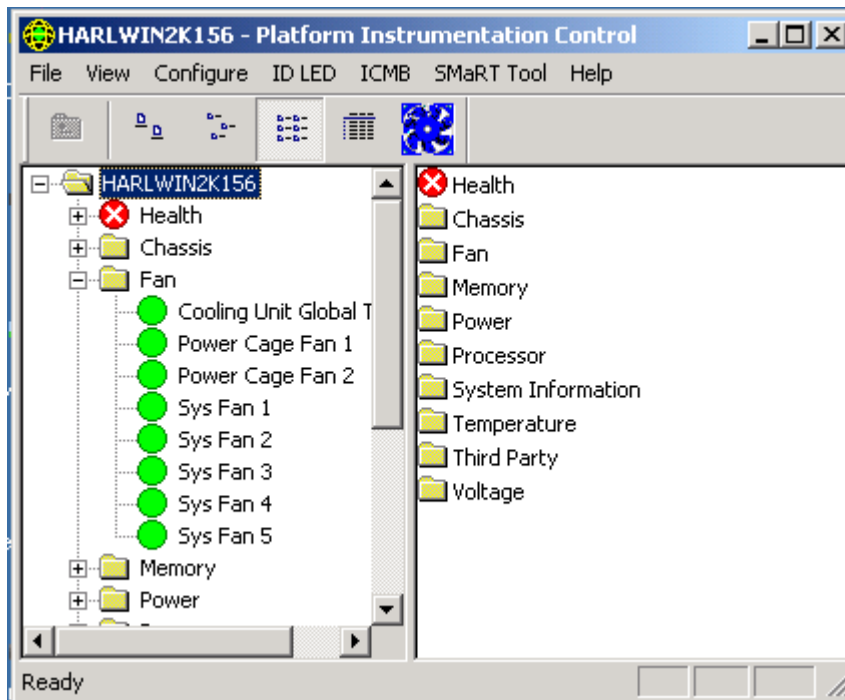 HARLWIN2K156 - Platform Instrumentation Control
File View Configure ID LED ICMB SMaRT Tool Help
HARLWIN2K156
Health
Chassis
Fan
Cooling Unit Global T
Power Cage Fan 1
Power Cage Fan 2
Sys Fan 1
Sys Fan 2
Sys Fan 3
Sys Fan 4
Sys Fan 5
Memory
Power
Health
Chassis
Fan
Memory
Power
Processor
System Information
Temperature
Third Party
Voltage
Ready